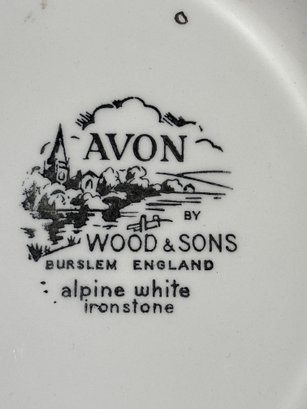 AVON
BY
WOOD & SONS
BURSLEM ENGLAND
alpine white
ironstone